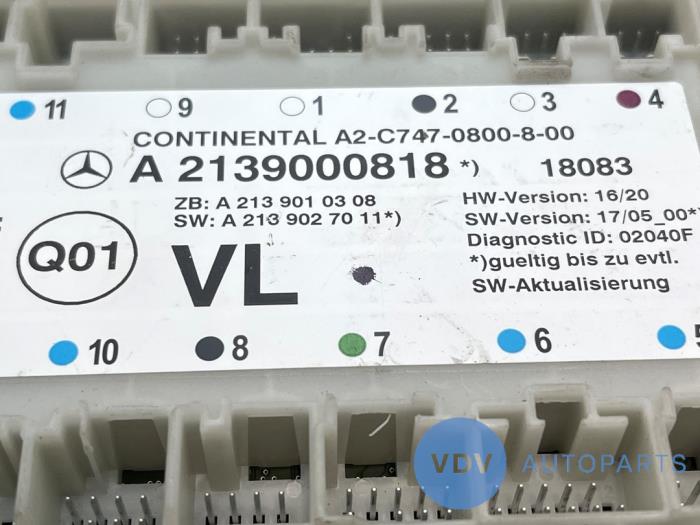 11 9 1 2 3 4
CONTINENTAL A2-C747-0800-8-00
A 2139000818 *) 18083
ZB: A 213 901 03 08
SW: A 213 902 70 11*)
HW-Version: 16/20
SW-Version: 17/05_00**
Diagnostic ID: 02040F
*)gueltig bis zu evtl.
SW-Aktualisierung
Q01
VL
10 8 7 6 5
VDV AUTOPARTS